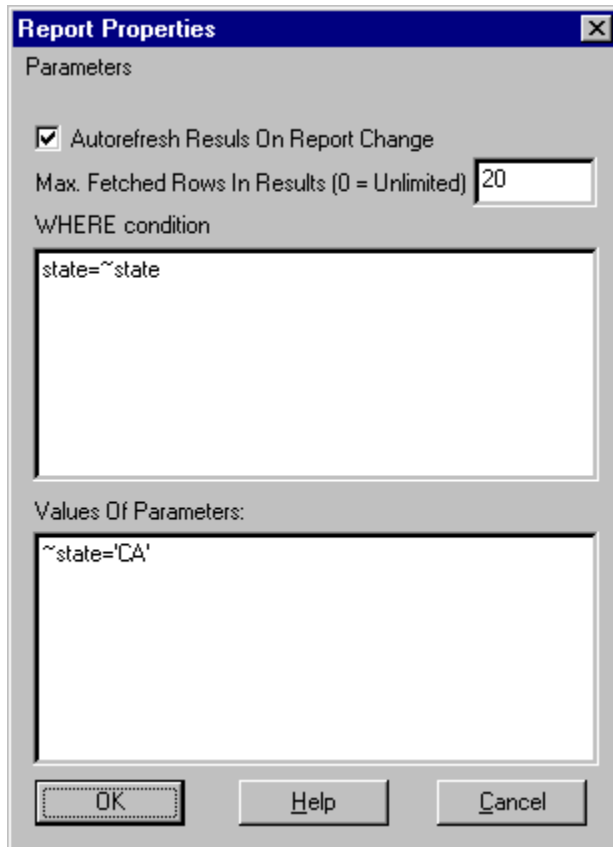 Report Properties
Parameters
Autorefresh Resuls On Report Change
Max. Fetched Rows In Results (0 = Unlimited) 20
WHERE condition
state=~state
Values Of Parameters:
~state='CA'
OK Help Cancel